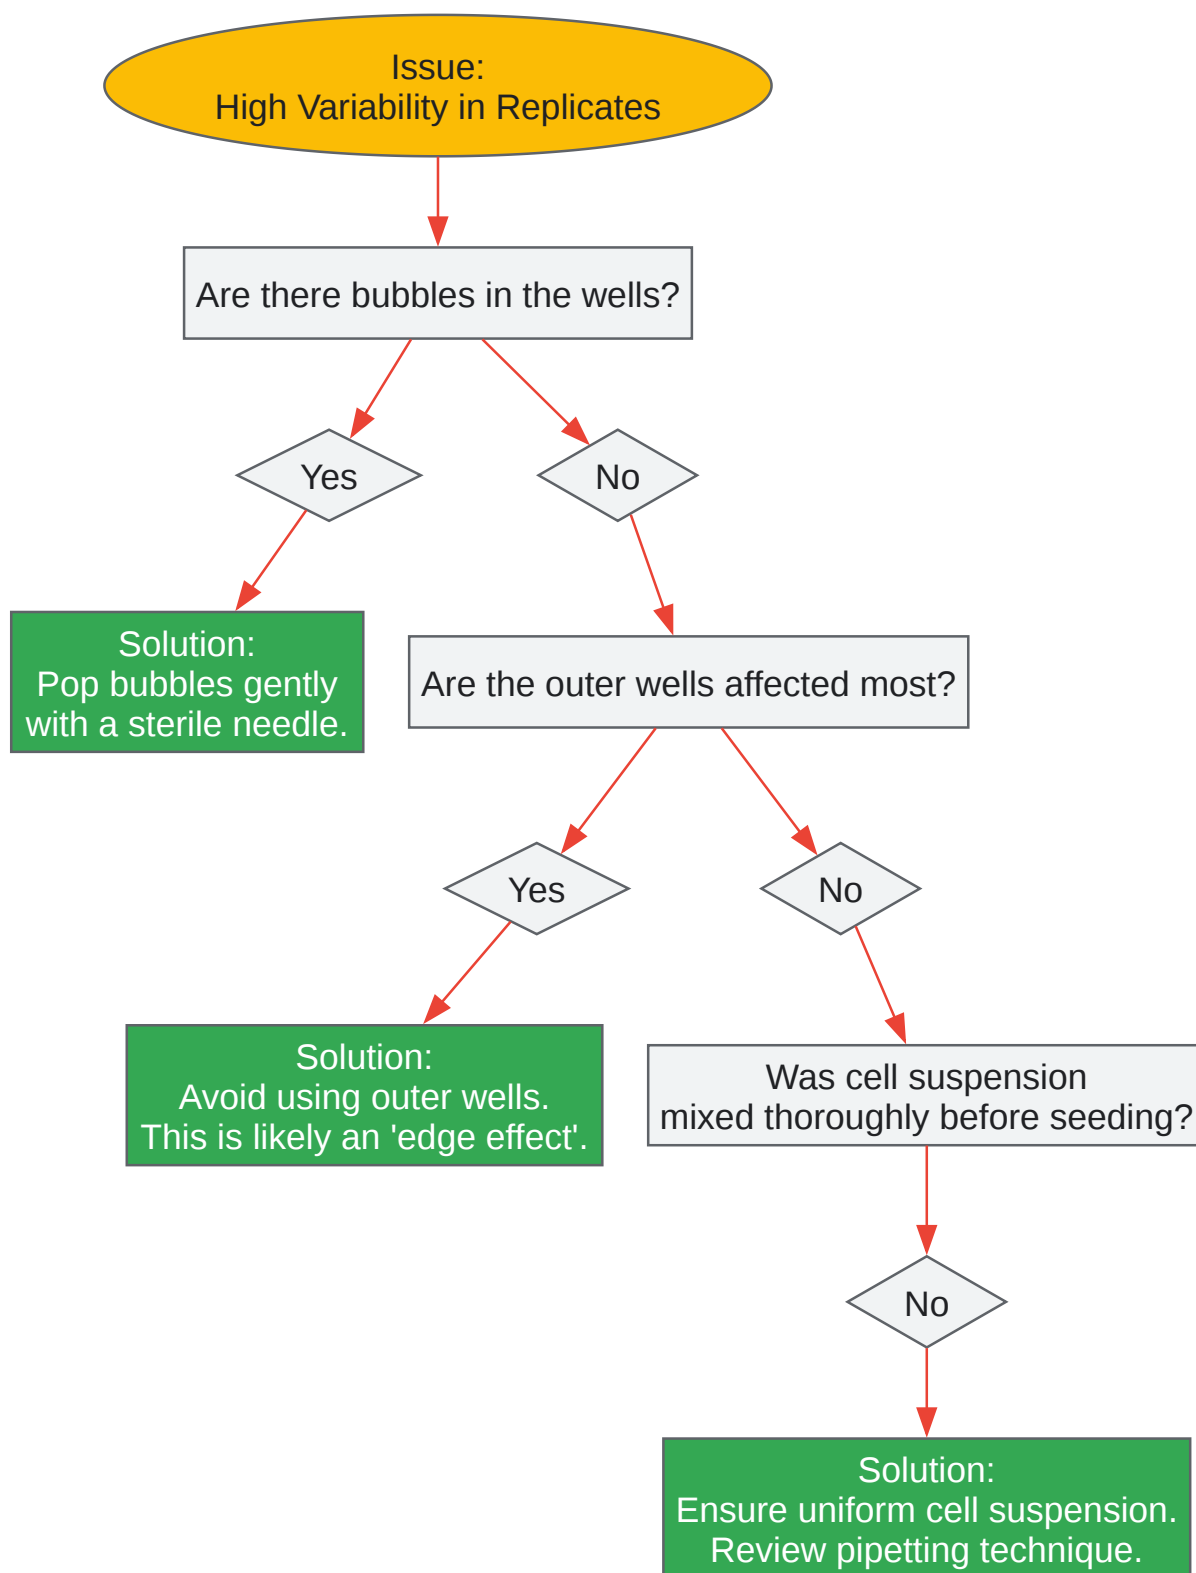 Issue:
High Variability in Replicates
Are there bubbles in the wells?
Yes
No
Solution:
Pop bubbles gently
with a sterile needle.
Are the outer wells affected most?
Yes
No
Solution:
Avoid using outer wells.
This is likely an 'edge effect'.
Was cell suspension
mixed thoroughly before seeding?
No
Solution:
Ensure uniform cell suspension.
Review pipetting technique.